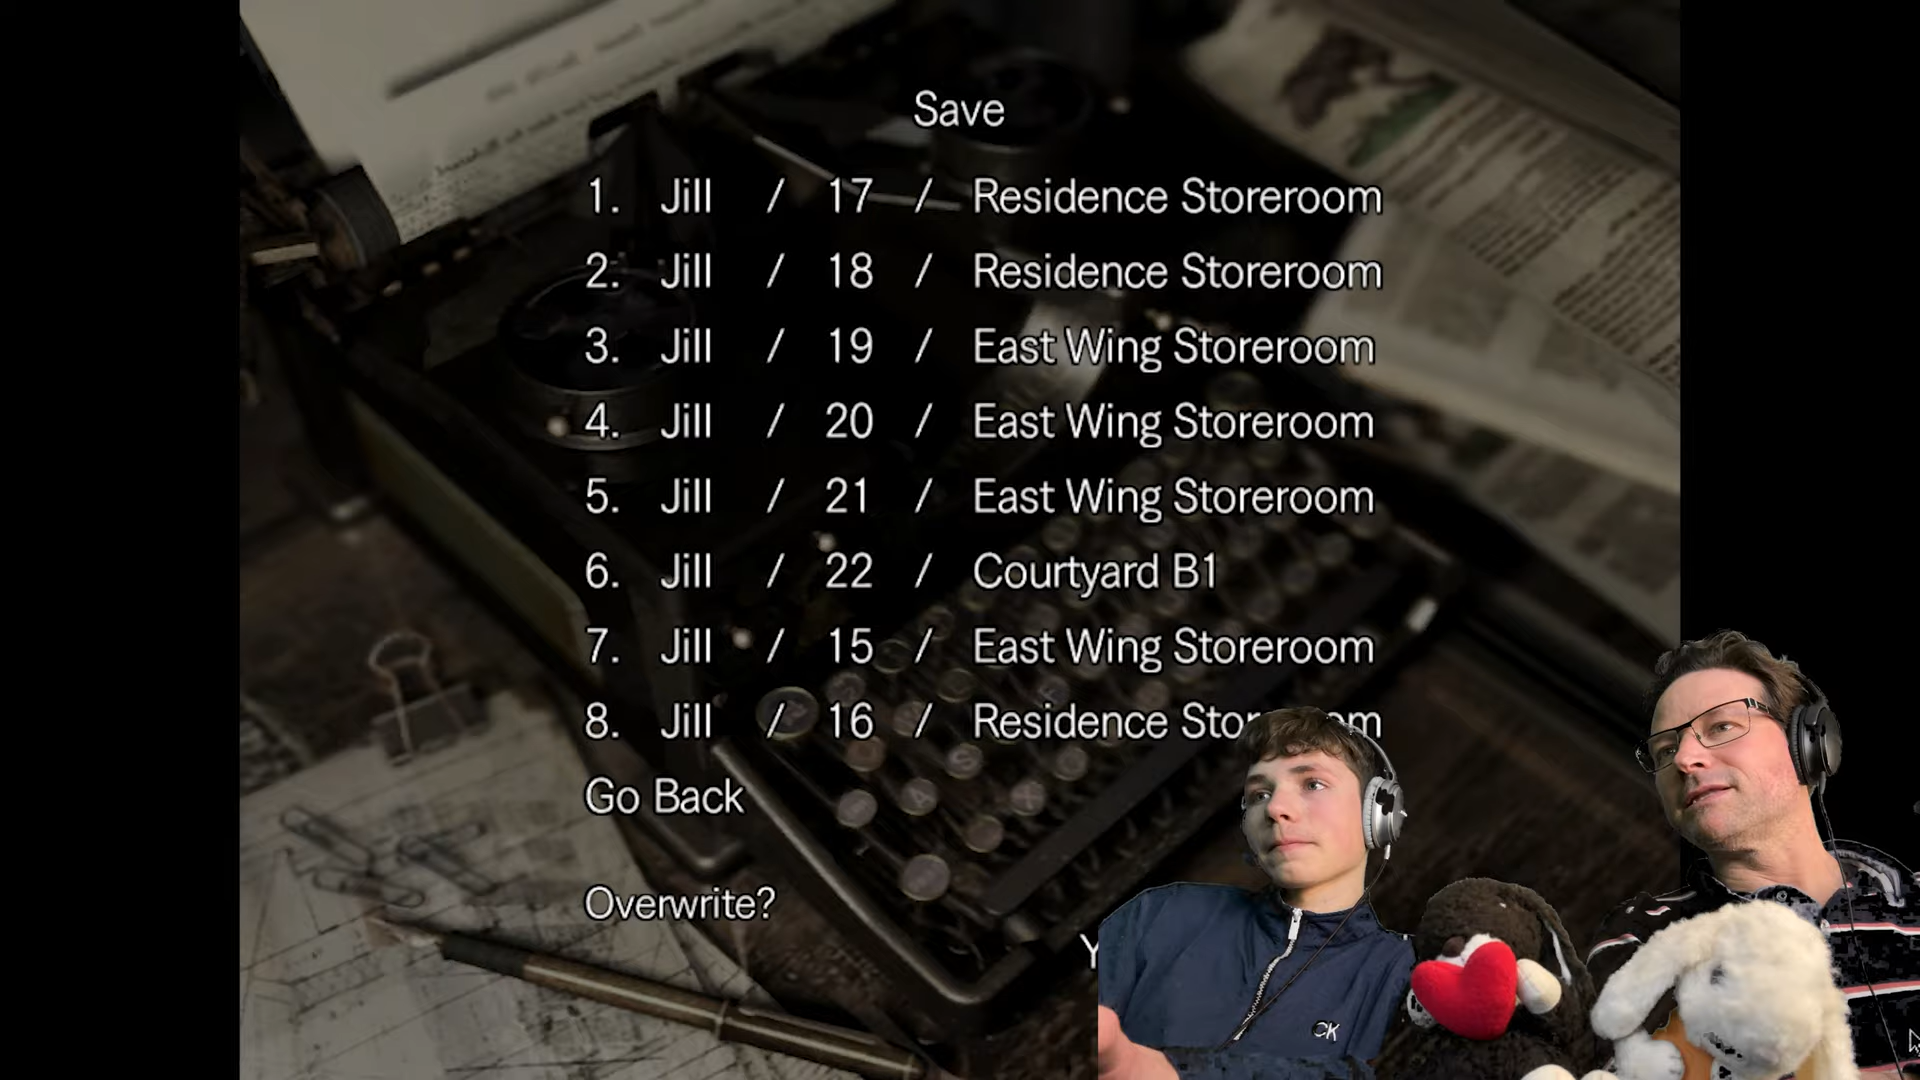 Save
1. Jill / 17 / Residence Storeroom
2. Jill / 18 / Residence Storeroom
3. Jill / 19 / East Wing Storeroom
4. Jill / 20 / East Wing Storeroom
5. Jill / 21 / East Wing Storeroom
6. Jill / 22 / Courtyard B1
7. Jill / 15 / East Wing Storeroom
8. Jill / 16 / Residence Storeroom
Go Back
Overwrite?
CK